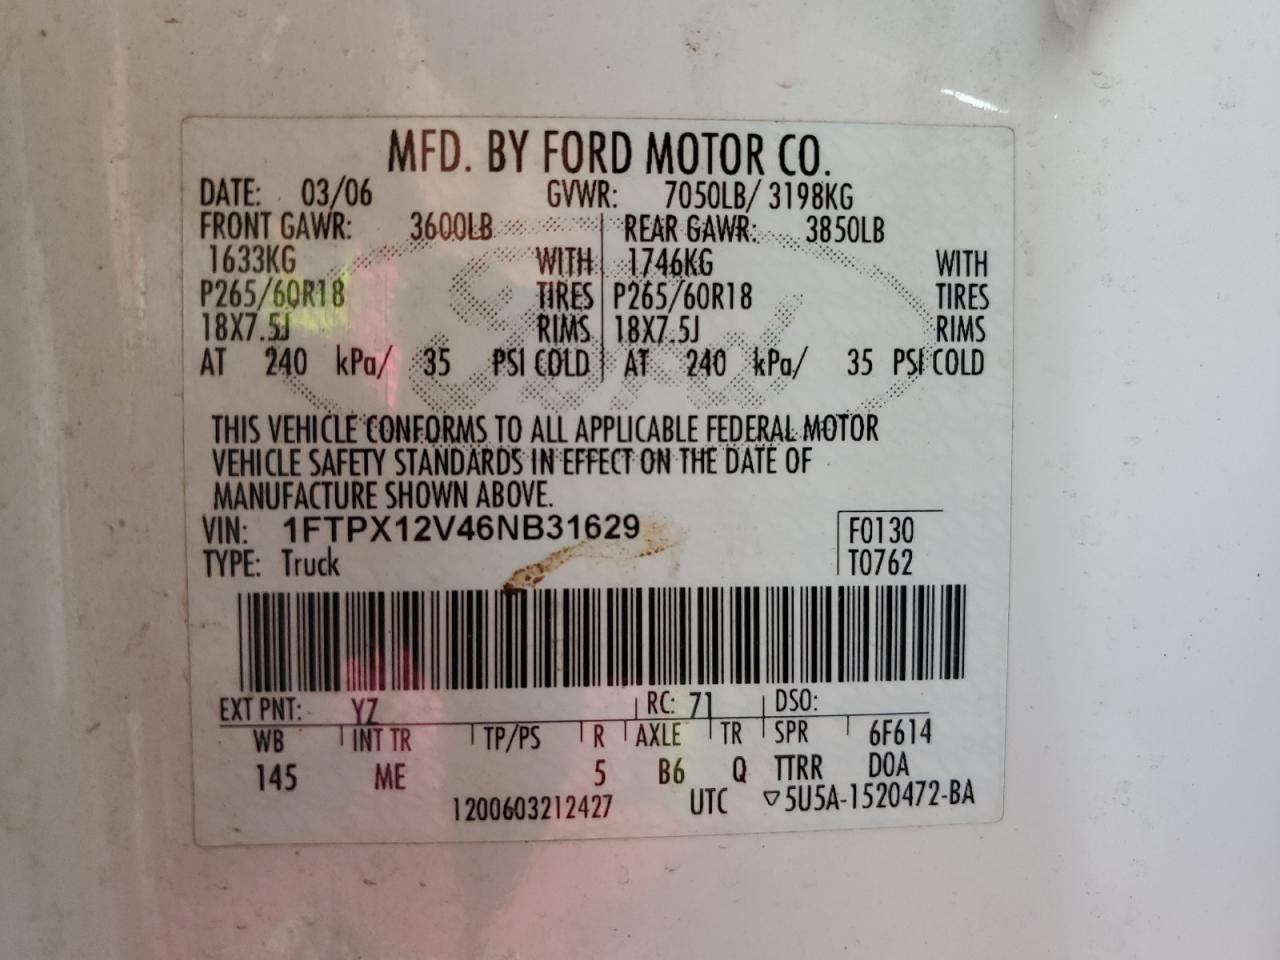 MFD. BY FORD MOTOR CO.
DATE: 03/06 GVWR: 7050LB/ 3198KG
FRONT GAWR: 3600LB REAR GAWR: 3850LB
1633KG WITH 1746KG WITH
P265/60R18 TIRES P265/60R18 TIRES
18X7.5J RIMS 18X7.5J RIMS
AT 240 kPa/ 35 PSI COLD AT 240 kPa/ 35 PSI COLD
THIS VEHICLE CONFORMS TO ALL APPLICABLE FEDERAL MOTOR
VEHICLE SAFETY STANDARDS IN EFFECT ON THE DATE OF
MANUFACTURE SHOWN ABOVE.
VIN: 1FTPX12V46NB31629 F0130
TYPE: Truck T0762
EXT PNT: YZ RC: 71 DSO:
WB INT TR TP/PS R AXLE TR SPR 6F614
145 ME 5 B6 Q TTRR DOA
1200603212427 UTC ▽5U5A-1520472-BA